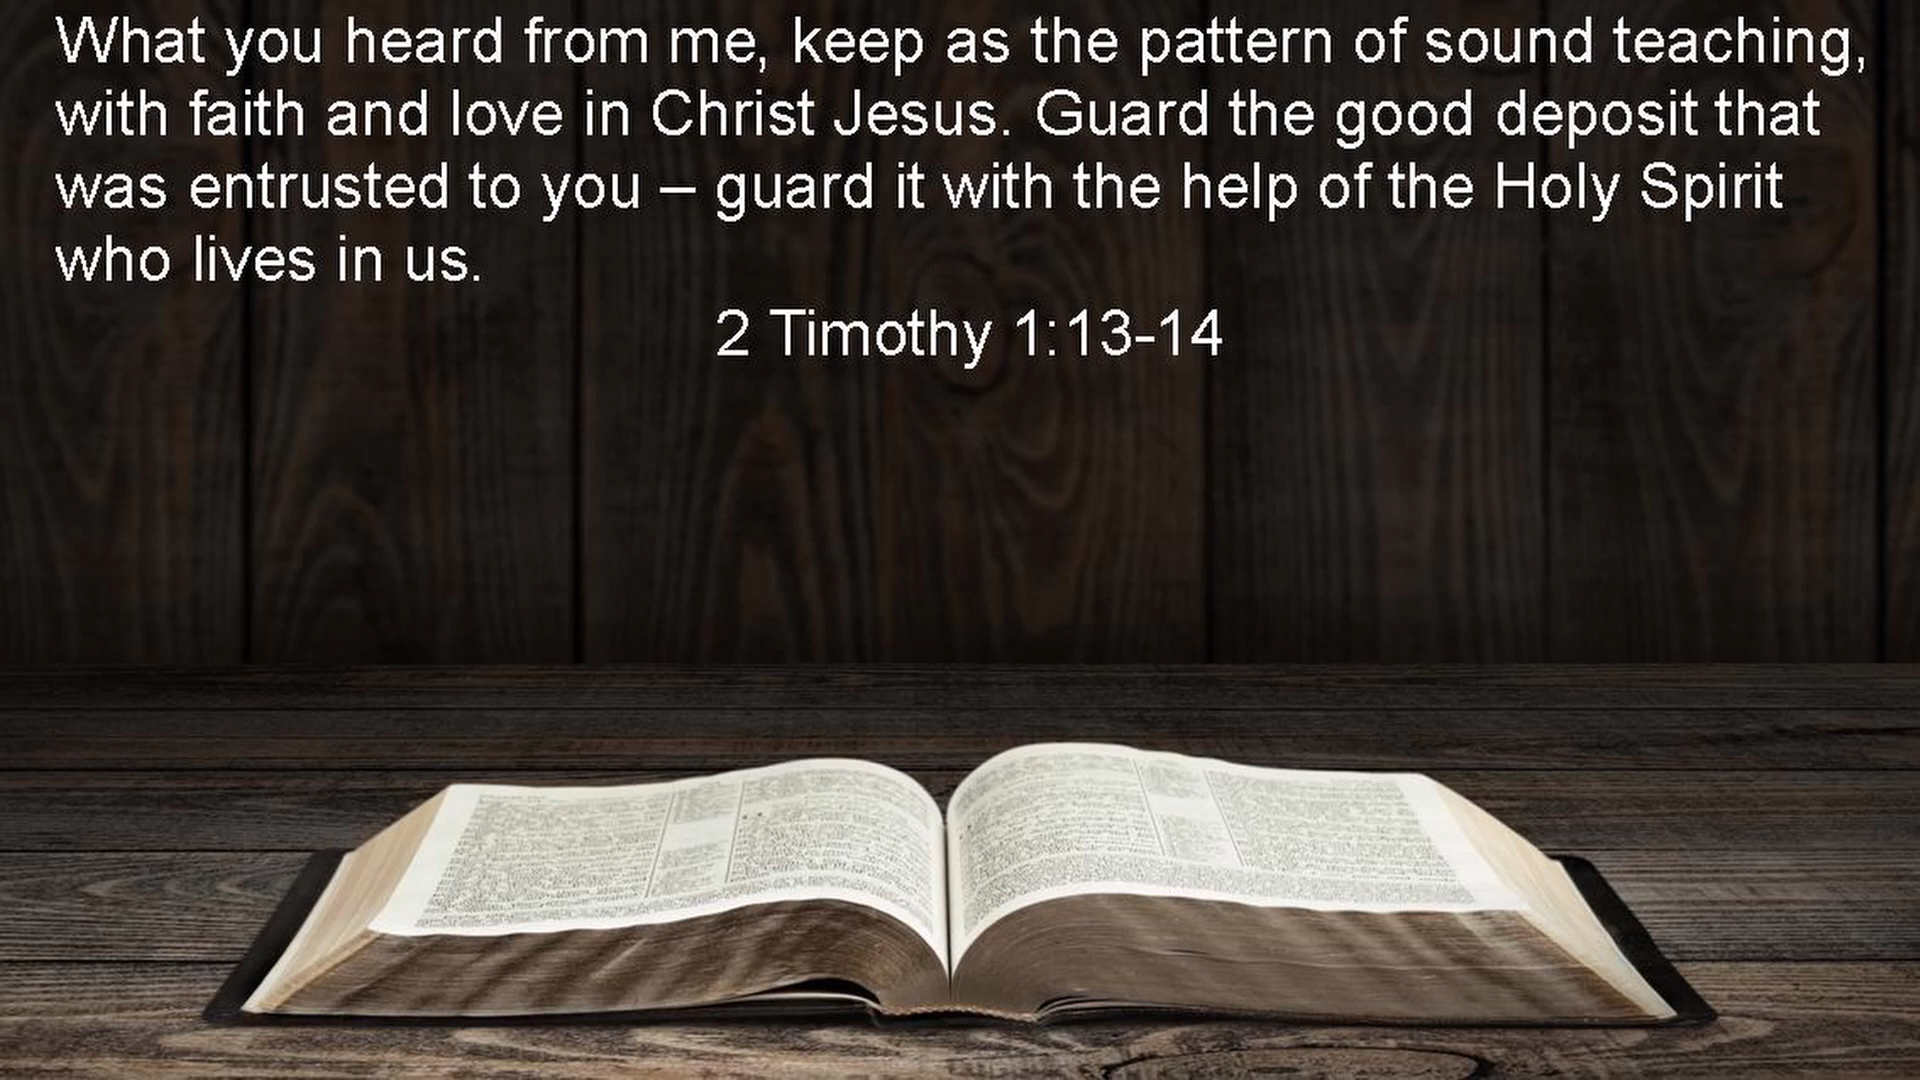 What you heard from me, keep as the pattern of sound teaching,
with faith and love in Christ Jesus. Guard the good deposit that
was entrusted to you – guard it with the help of the Holy Spirit
who lives in us.
2 Timothy 1:13-14